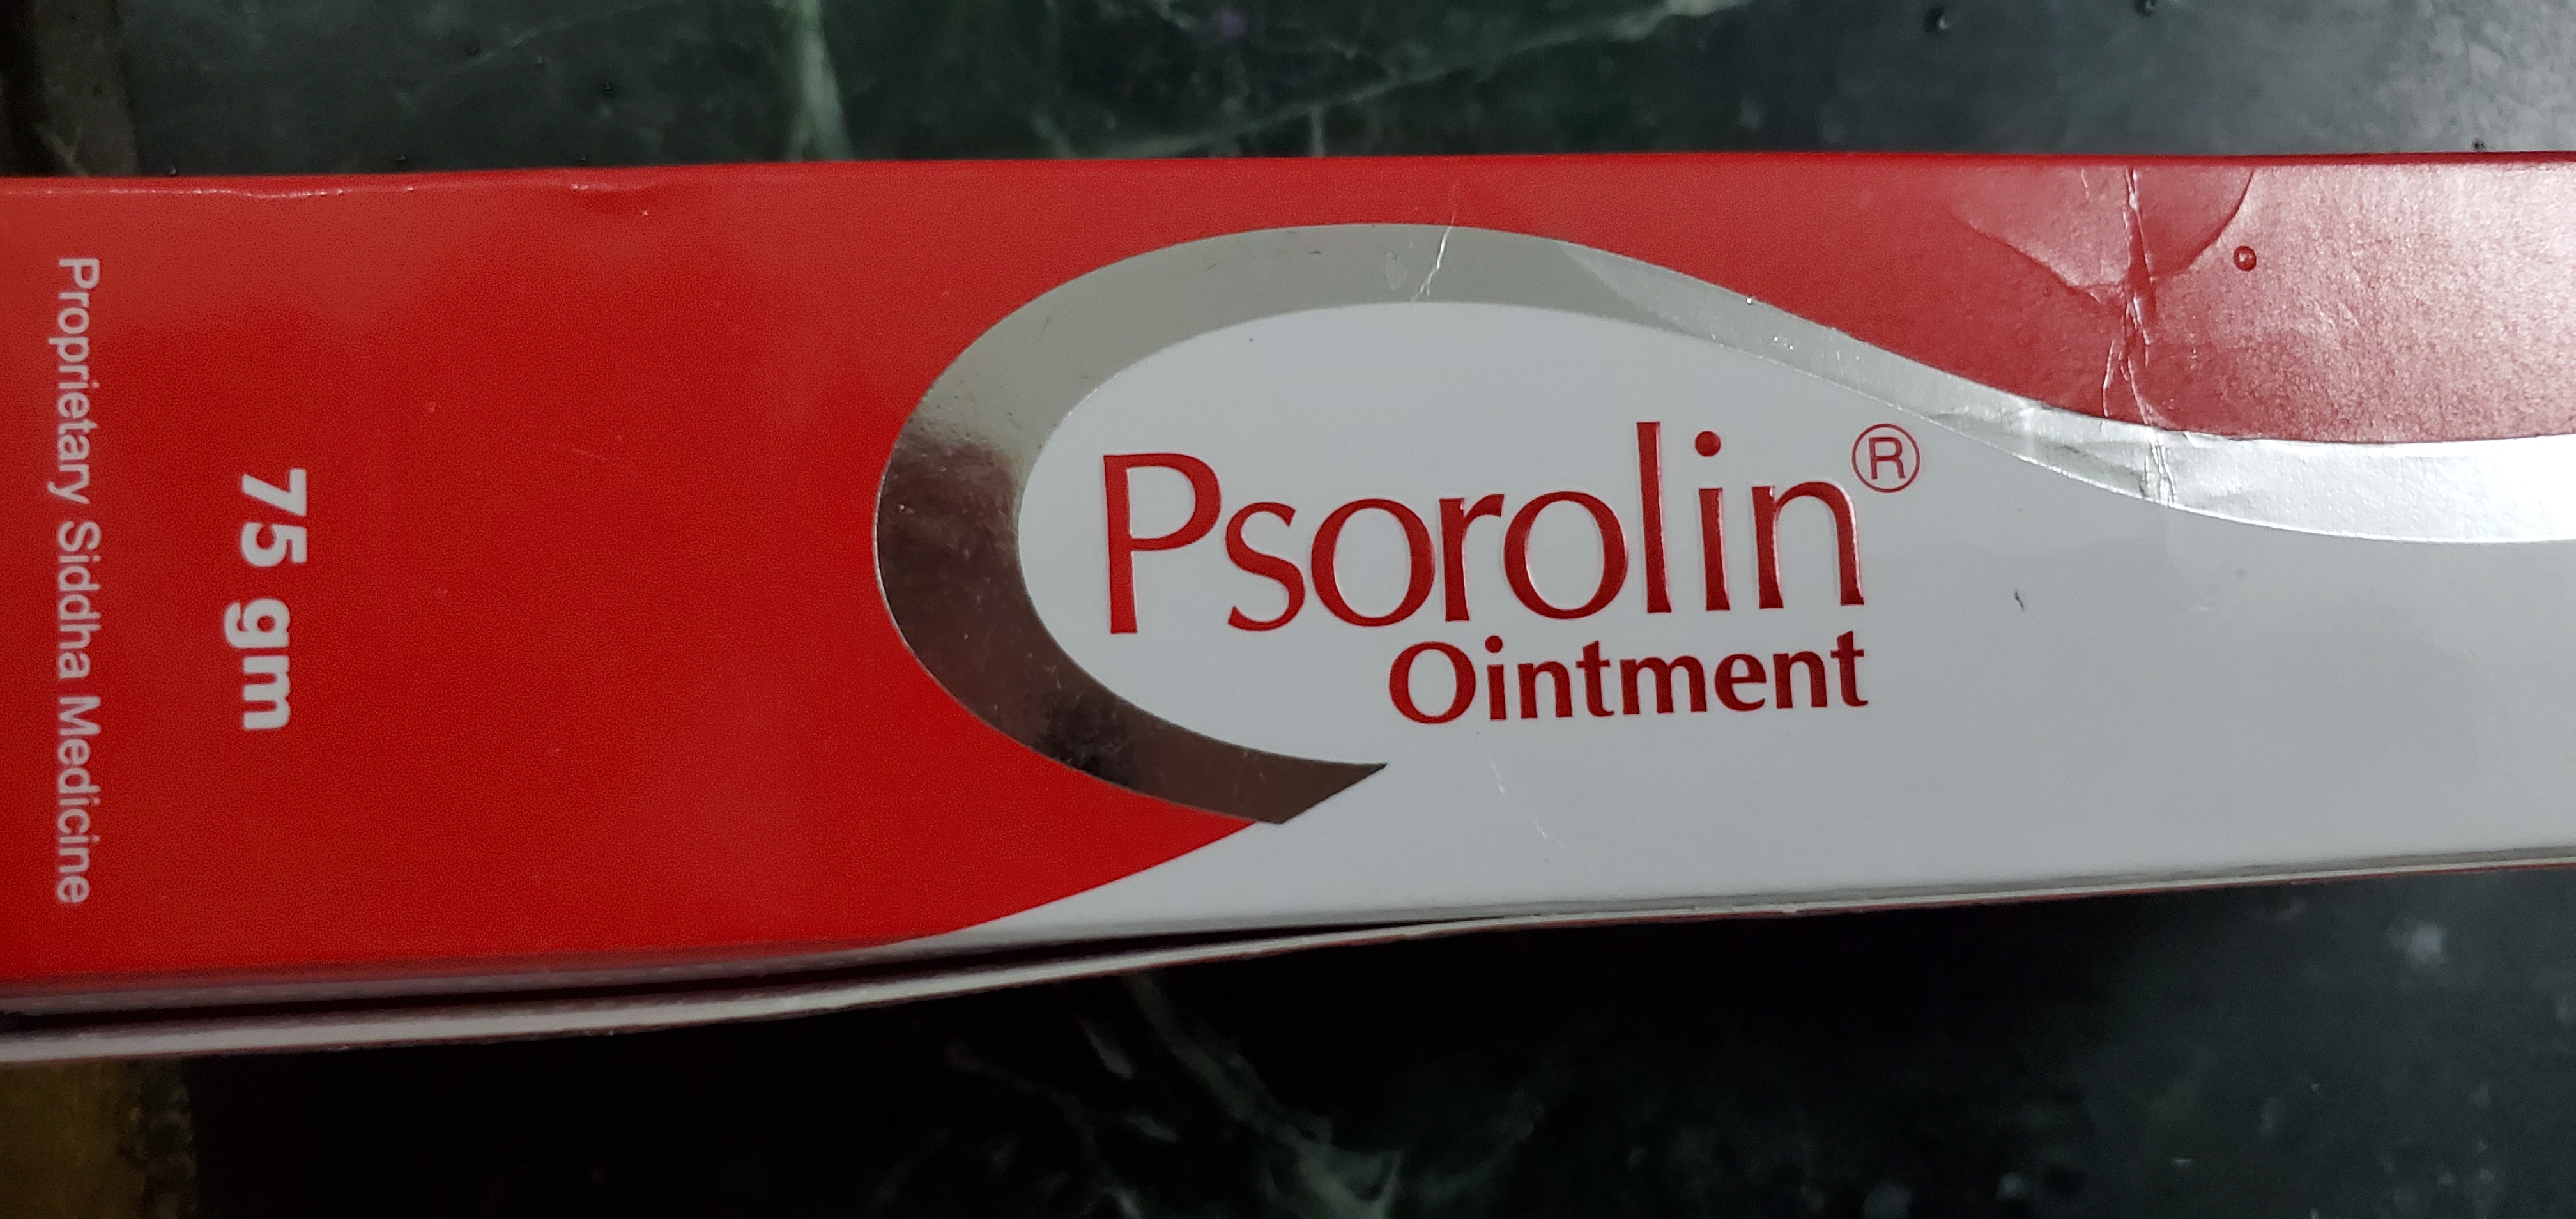 Psorolin®
Ointment
75 gm
Proprietary Siddha Medicine